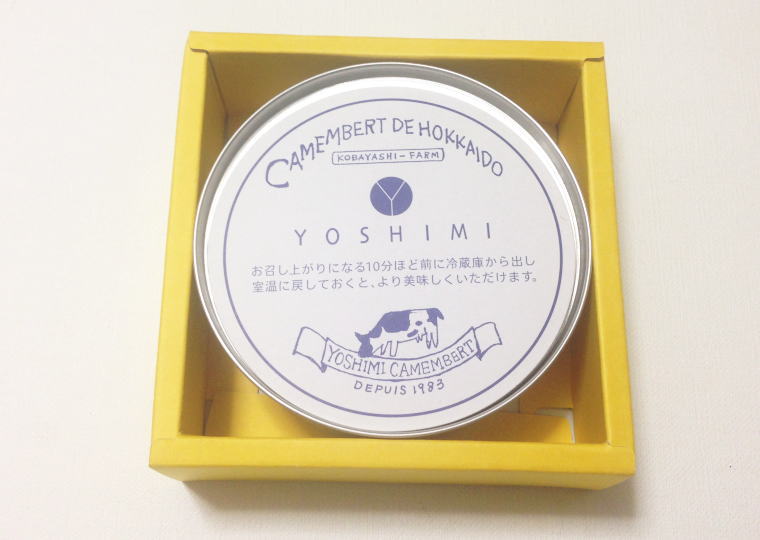 CAMEMBERT DE HOKKAIDO
KOBAYASHI-FARM
YOSHIMI
お召し上がりになる10分ほど前に冷蔵庫から出し
室温に戻しておくと、より美味しくいただけます。
YOSHIMI CAMEMBERT
DEPUIS 1983